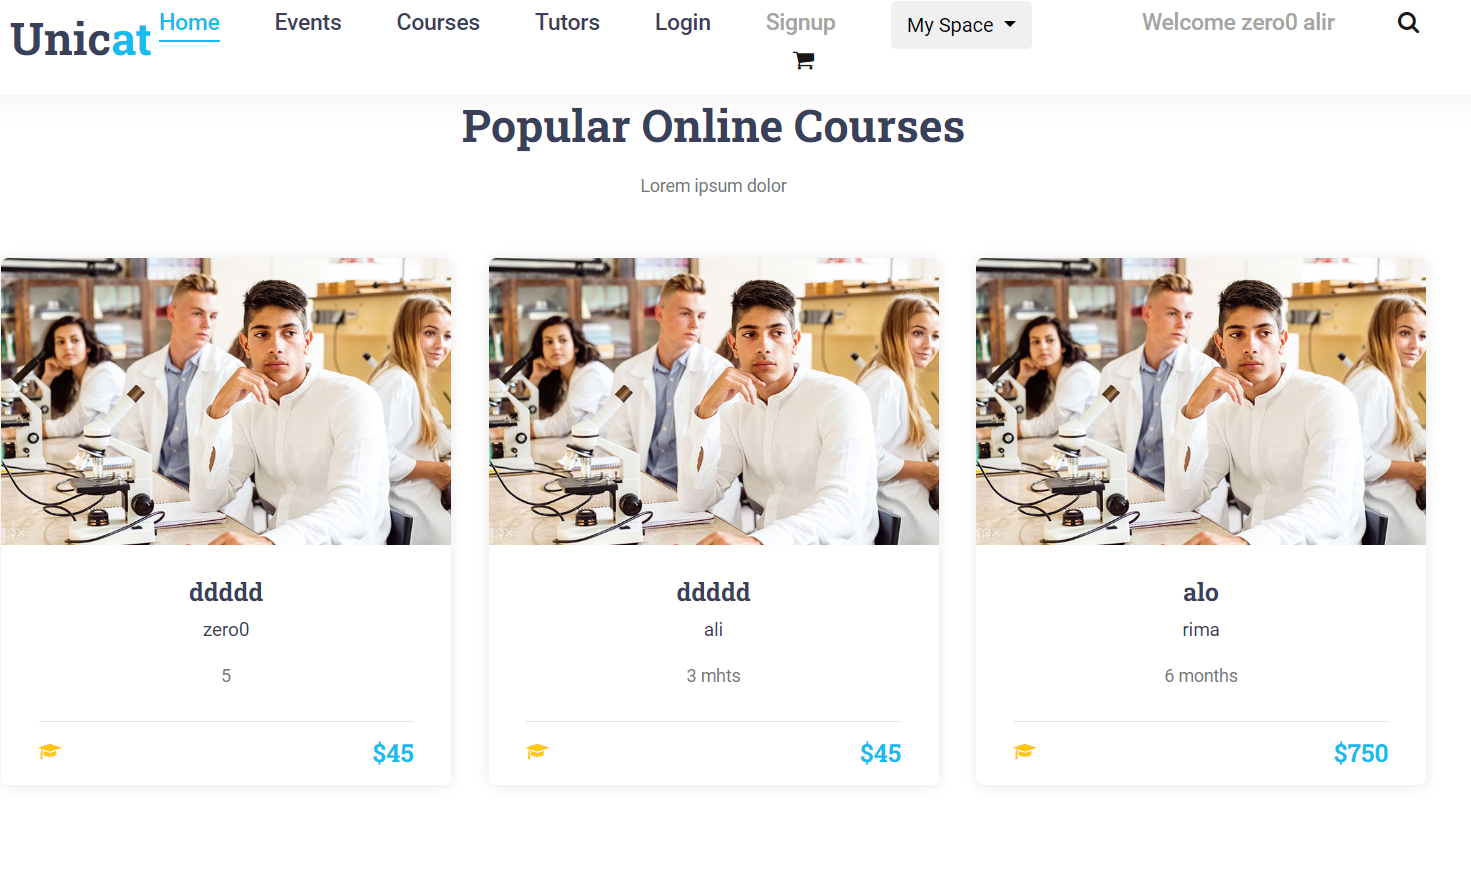 Unicat Home Events Courses Tutors Login Signup My Space Welcome zero0 alir
Popular Online Courses
Lorem ipsum dolor
ddddd
zero0
5
$45
ddddd
ali
3 mhts
$45
alo
rima
6 months
$750